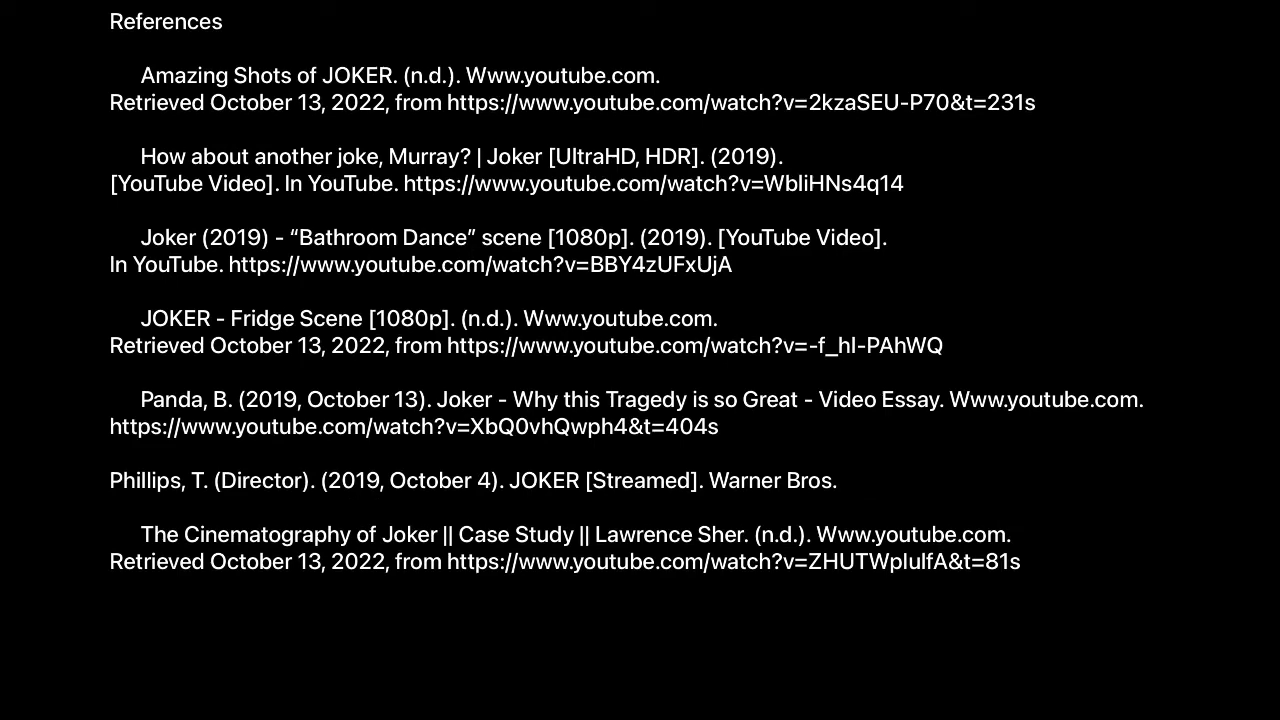 References
Amazing Shots of JOKER. (n.d.). Www.youtube.com.
Retrieved October 13, 2022, from https://www.youtube.com/watch?v=2kzaSEU-P70&t=231s
How about another joke, Murray? | Joker [UltraHD, HDR]. (2019).
[YouTube Video]. In YouTube. https://www.youtube.com/watch?v=WbliHNs4q14
Joker (2019) - “Bathroom Dance” scene [1080p]. (2019). [YouTube Video].
In YouTube. https://www.youtube.com/watch?v=BBY4zUFxUjA
JOKER - Fridge Scene [1080p]. (n.d.). Www.youtube.com.
Retrieved October 13, 2022, from https://www.youtube.com/watch?v=-f_hI-PAhWQ
Panda, B. (2019, October 13). Joker - Why this Tragedy is so Great - Video Essay. Www.youtube.com.
https://www.youtube.com/watch?v=XbQ0vhQwph4&t=404s
Phillips, T. (Director). (2019, October 4). JOKER [Streamed]. Warner Bros.
The Cinematography of Joker || Case Study || Lawrence Sher. (n.d.). Www.youtube.com.
Retrieved October 13, 2022, from https://www.youtube.com/watch?v=ZHUTWpIulfA&t=81s